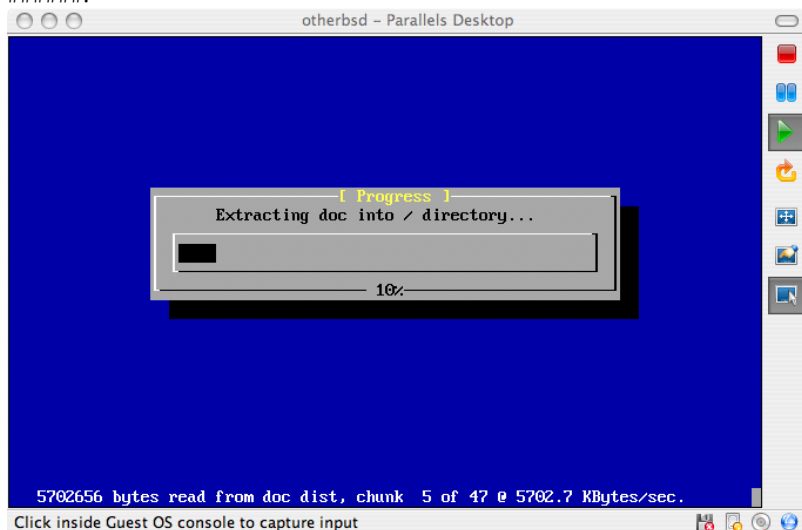 otherbsd – Parallels Desktop
[ Progress ]
Extracting doc into / directory...
10%
5702656 bytes read from doc dist, chunk  5 of 47 @ 5702.7 KBytes/sec.
Click inside Guest OS console to capture input